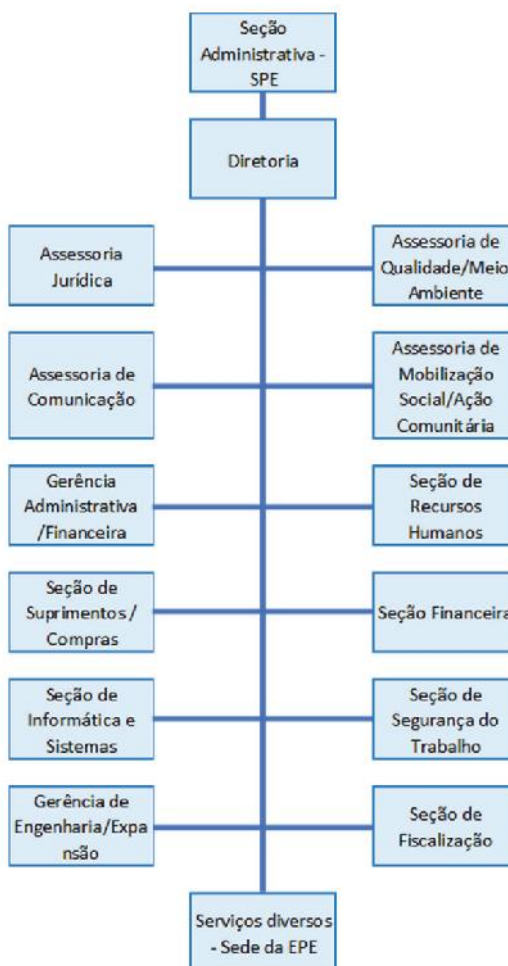 Seção
Administrativa -
SPE
Diretoria
Assessoria
Jurídica
Assessoria de
Qualidade/Meio
Ambiente
Assessoria de
Comunicação
Assessoria de
Mobilização
Social/Ação
Comunitária
Gerência
Administrativa
/Financeira
Seção de
Recursos
Humanos
Seção de
Suprimentos /
Compras
Seção Financeira
Seção de
Informática e
Sistemas
Seção de
Segurança do
Trabalho
Gerência de
Engenharia/Expa
nsão
Seção de
Fiscalização
Serviços diversos
- Sede da EPE